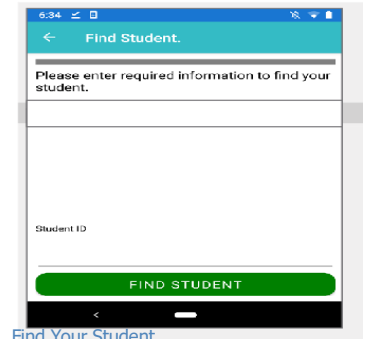 6:34
Find Student.
Please enter required information to find your
student.
Student ID
FIND STUDENT
Find Your Student